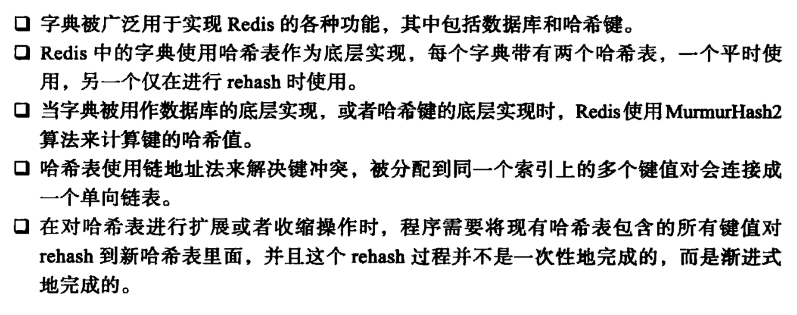 ❑ 字典被广泛用于实现 Redis 的各种功能，其中包括数据库和哈希键。
❑ Redis 中的字典使用哈希表作为底层实现，每个字典带有两个哈希表，一个平时使
用，另一个仅在进行 rehash 时使用。
❑ 当字典被用作数据库的底层实现，或者哈希键的底层实现时，Redis 使用 MurmurHash2
算法来计算键的哈希值。
❑ 哈希表使用链地址法来解决键冲突，被分配到同一个索引上的多个键值对会连接成
一个单向链表。
❑ 在对哈希表进行扩展或者收缩操作时，程序需要将现有哈希表包含的所有键值对
rehash 到新哈希表里面，并且这个 rehash 过程并不是一次性地完成的，而是渐进式
地完成的。